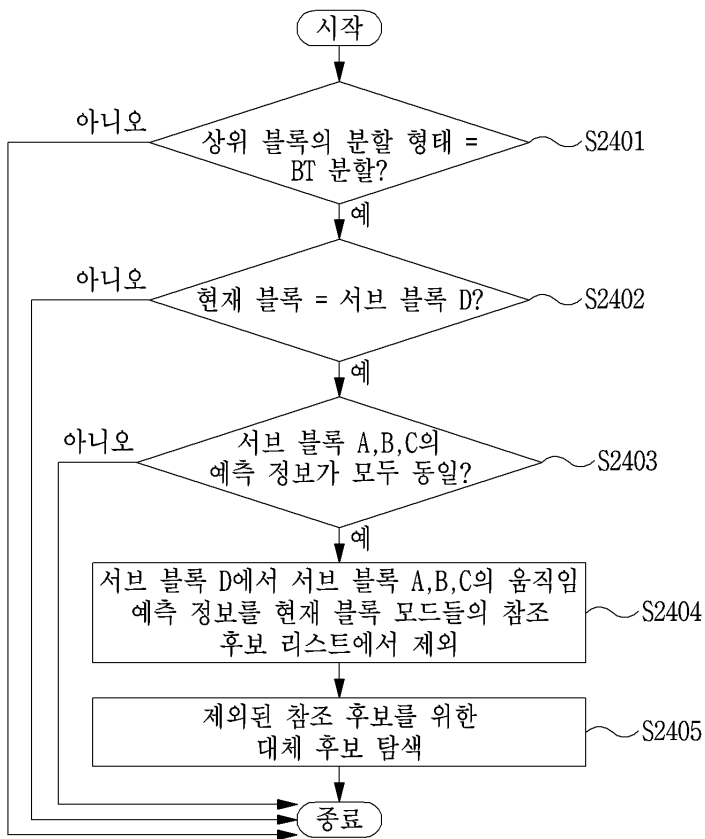 시작
아니오
상위 블록의 분할 형태 =
BT 분할?
S2401
예
아니오
현재 블록 = 서브 블록 D?
S2402
예
아니오
서브 블록 A,B,C의
예측 정보가 모두 동일?
S2403
예
서브 블록 D에서 서브 블록 A,B,C의 움직임
예측 정보를 현재 블록 모드들의 참조
후보 리스트에서 제외
S2404
제외된 참조 후보를 위한
대체 후보 탐색
S2405
종료